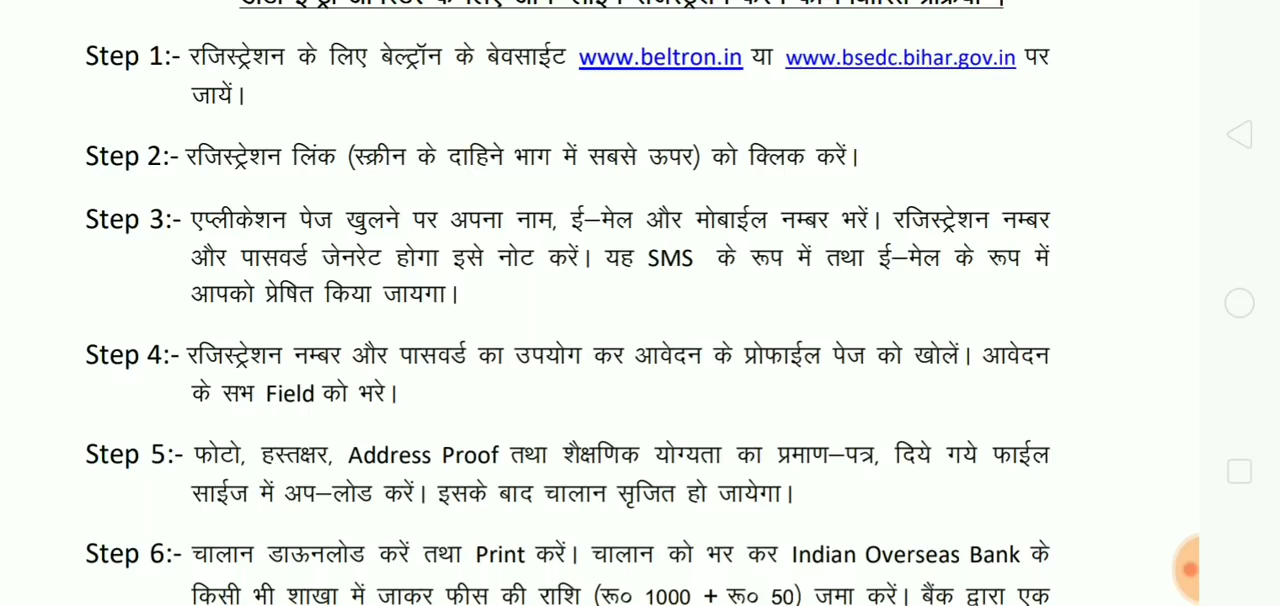 Step 1:- रजिस्ट्रेशन के लिए बेल्ट्रॉन के बेवसाईट www.beltron.in या www.bsedc.bihar.gov.in पर
जायें।
Step 2:- रजिस्ट्रेशन लिंक (स्क्रीन के दाहिने भाग में सबसे ऊपर) को क्लिक करें।
Step 3:- एप्लीकेशन पेज खुलने पर अपना नाम, ई–मेल और मोबाईल नम्बर भरें। रजिस्ट्रेशन नम्बर
और पासवर्ड जेनरेट होगा इसे नोट करें। यह SMS के रूप में तथा ई–मेल के रूप में
आपको प्रेषित किया जायगा।
Step 4:- रजिस्ट्रेशन नम्बर और पासवर्ड का उपयोग कर आवेदन के प्रोफाईल पेज को खोलें। आवेदन
के सभ Field को भरे।
Step 5:- फोटो, हस्तक्षर, Address Proof तथा शैक्षणिक योग्यता का प्रमाण–पत्र, दिये गये फाईल
साईज में अप–लोड करें। इसके बाद चालान सृजित हो जायेगा।
Step 6:- चालान डाऊनलोड करें तथा Print करें। चालान को भर कर Indian Overseas Bank के
किसी भी शाखा में जाकर फीस की राशि (रू० 1000 + रू० 50) जमा करें। बैंक द्वारा एक